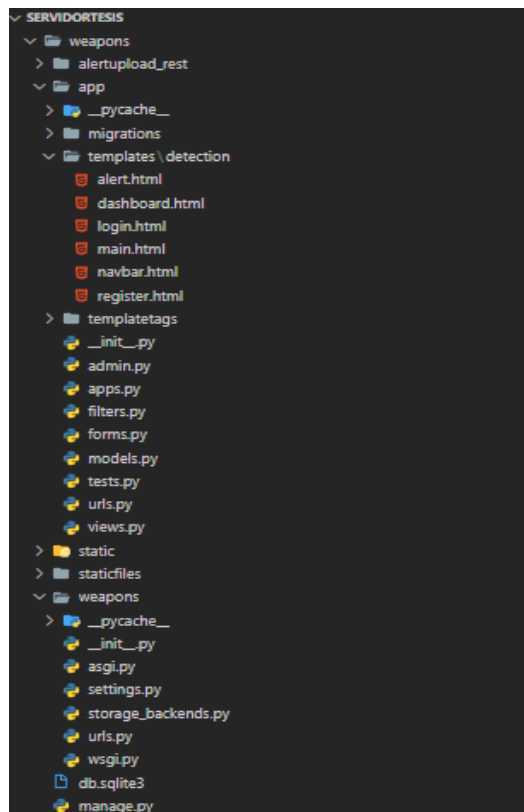 SERVIDORTESIS
weapons
alertupload_rest
app
__pycache__
migrations
templates\detection
alert.html
dashboard.html
login.html
main.html
navbar.html
register.html
templatetags
__init__.py
admin.py
apps.py
filters.py
forms.py
models.py
tests.py
urls.py
views.py
static
staticfiles
weapons
__pycache__
__init__.py
asgi.py
settings.py
storage_backends.py
urls.py
wsgi.py
db.sqlite3
manage.py